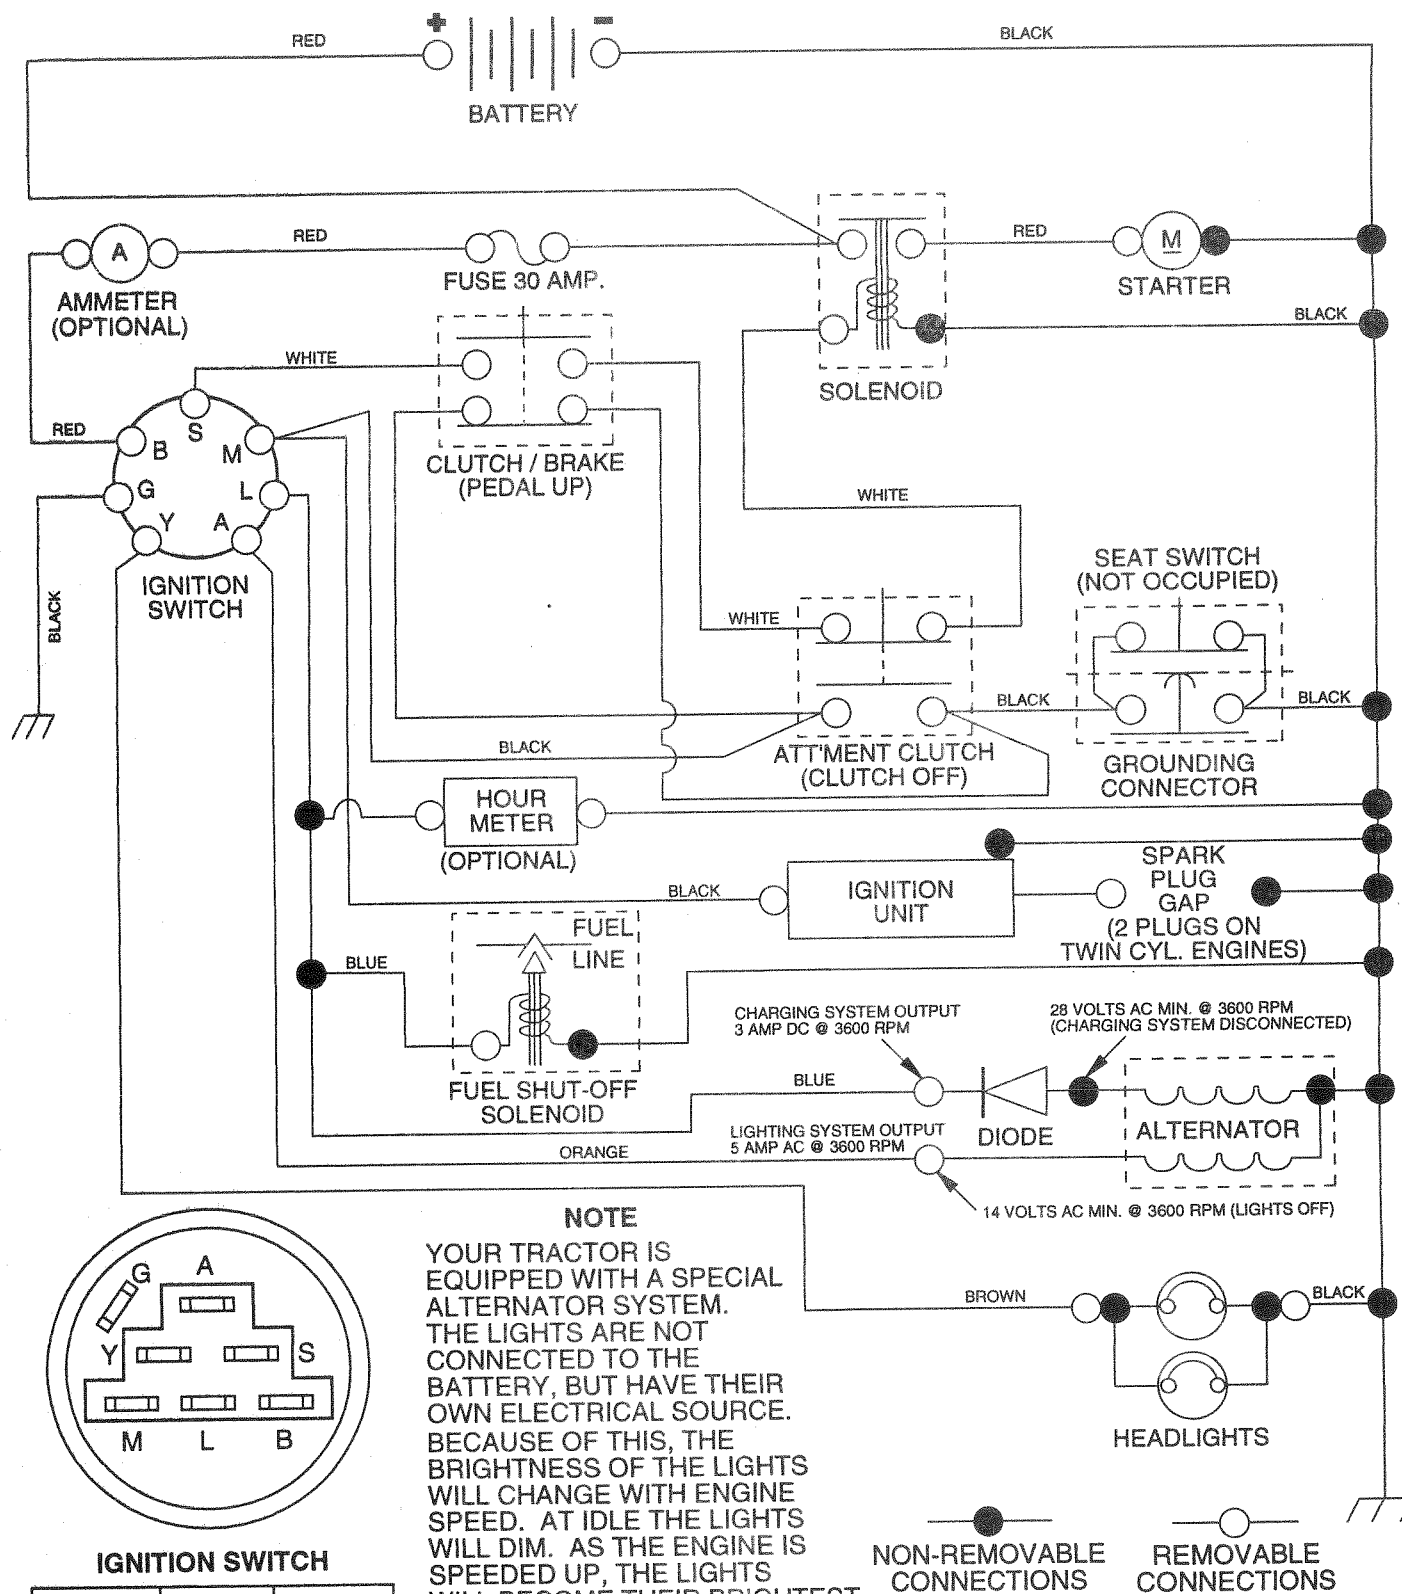 +
-
RED
BLACK
BATTERY
A
RED
FUSE 30 AMP.
AMMETER
(OPTIONAL)
RED
M
STARTER
BLACK
SOLENOID
WHITE
S
RED
B
M
G
L
Y
A
CLUTCH / BRAKE
(PEDAL UP)
WHITE
IGNITION
SWITCH
BLACK
SEAT SWITCH
(NOT OCCUPIED)
WHITE
BLACK
BLACK
BLACK
ATT'MENT CLUTCH
(CLUTCH OFF)
GROUNDING
CONNECTOR
HOUR
METER
(OPTIONAL)
BLACK
IGNITION
UNIT
SPARK
PLUG
GAP
(2 PLUGS ON
TWIN CYL. ENGINES)
FUEL
LINE
BLUE
FUEL SHUT-OFF
SOLENOID
CHARGING SYSTEM OUTPUT
3 AMP DC @ 3600 RPM
28 VOLTS AC MIN. @ 3600 RPM
(CHARGING SYSTEM DISCONNECTED)
BLUE
DIODE
ALTERNATOR
LIGHTING SYSTEM OUTPUT
5 AMP AC @ 3600 RPM
ORANGE
14 VOLTS AC MIN. @ 3600 RPM (LIGHTS OFF)
BROWN
BLACK
HEADLIGHTS
G
A
Y
S
M
L
B
IGNITION SWITCH
NOTE
YOUR TRACTOR IS
EQUIPPED WITH A SPECIAL
ALTERNATOR SYSTEM.
THE LIGHTS ARE NOT
CONNECTED TO THE
BATTERY, BUT HAVE THEIR
OWN ELECTRICAL SOURCE.
BECAUSE OF THIS, THE
BRIGHTNESS OF THE LIGHTS
WILL CHANGE WITH ENGINE
SPEED. AT IDLE THE LIGHTS
WILL DIM. AS THE ENGINE IS
SPEEDED UP, THE LIGHTS
WILL BECOME THEIR BRIGHTEST
NON-REMOVABLE
CONNECTIONS
REMOVABLE
CONNECTIONS